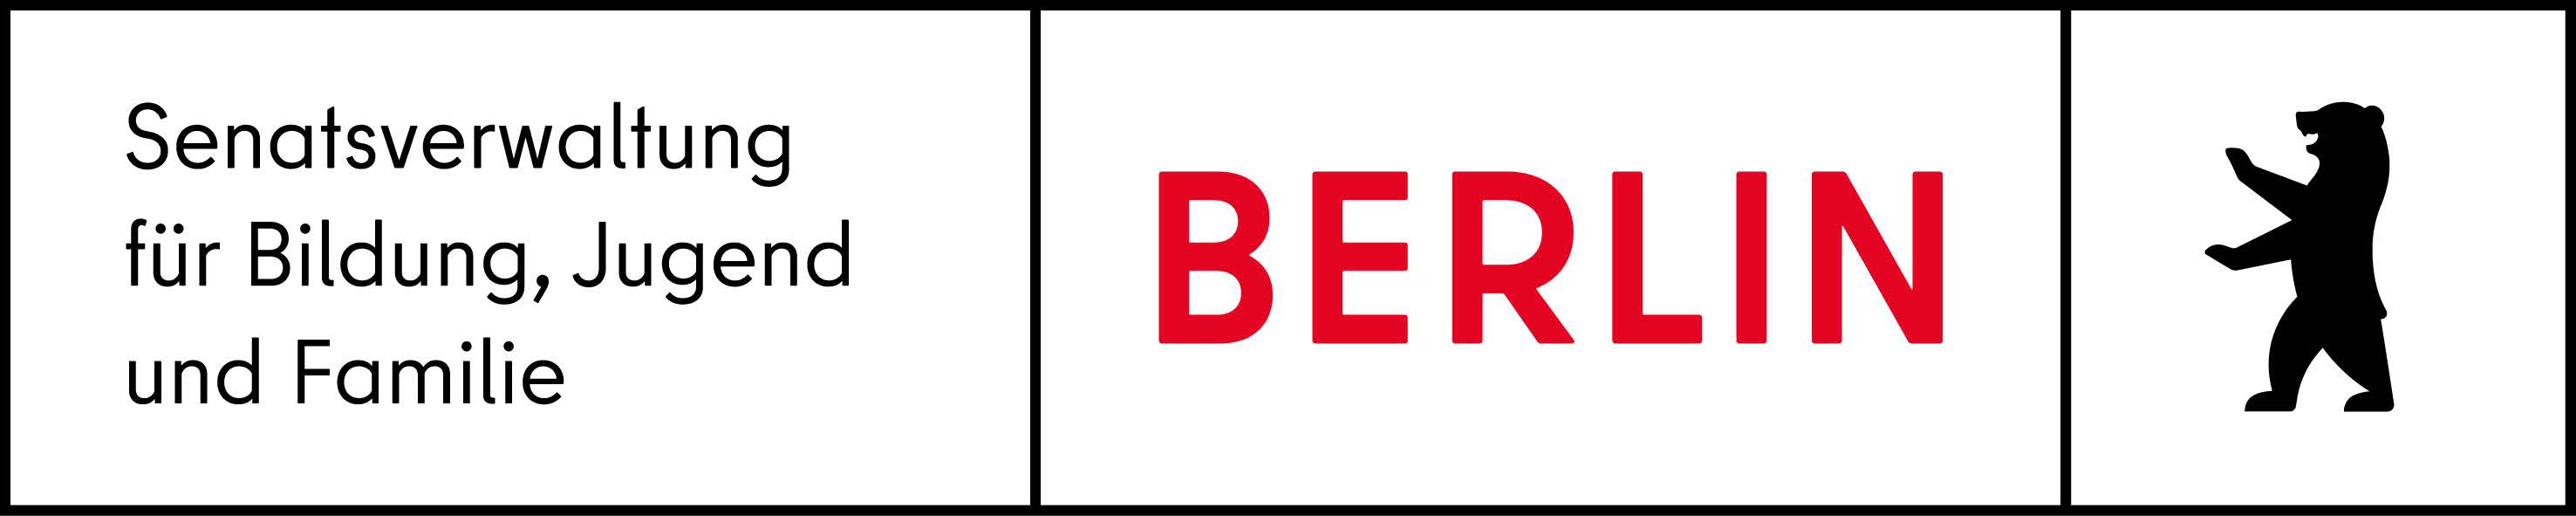 Senatsverwaltung
für Bildung, Jugend
und Familie
BERLIN